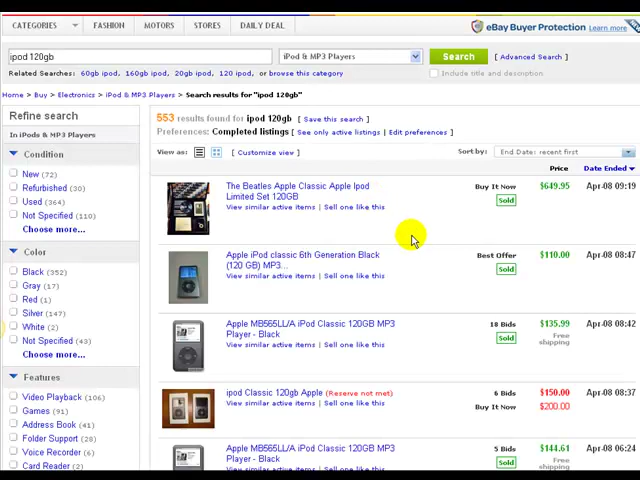 CATEGORIES FASHION MOTORS STORES DAILY DEAL eBay Buyer Protection Learn more
ipod 120gb iPod & MP3 Players Search [ Advanced Search ]
Related Searches: 60gb ipod, 160gb ipod, 20gb ipod, 120 ipod, or browse this category Include title and description
Home > Buy > Electronics > iPod & MP3 Players > Search results for "ipod 120gb"
Refine search
In iPods & MP3 Players
Condition
New (72)
Refurbished (30)
Used (364)
Not Specified (110)
Choose more...
Color
Black (352)
Gray (17)
Red (1)
Silver (147)
White (2)
Not Specified (43)
Choose more...
Features
Video Playback (106)
Games (91)
Address Book (41)
Folder Support (28)
Voice Recorder (6)
Card Reader (2)
553 results found for ipod 120gb [ Save this search ]
Preferences: Completed listings [ See only active listings | Edit preferences ]
View as: [ Customize view ] Sort by: End Date: recent first
Price Date Ended
The Beatles Apple Classic Apple Ipod Buy It Now $649.95 Apr-08 09:19
Limited Set 120GB Sold
View similar active items | Sell one like this
Apple iPod classic 6th Generation Black Best Offer $110.00 Apr-08 08:47
(120 GB) MP3... Sold
View similar active items | Sell one like this
Apple MB565LL/A iPod Classic 120GB MP3 18 Bids $135.99 Apr-08 08:42
Player - Black Sold Free shipping
View similar active items | Sell one like this
ipod Classic 120gb Apple (Reserve not met) 6 Bids $150.00 Apr-08 08:37
View similar active items | Sell one like this Buy It Now $200.00
Apple MB565LL/A iPod Classic 120GB MP3 5 Bids $144.61 Apr-08 06:24
Player - Black Sold Free
View similar active items | Sell one like this